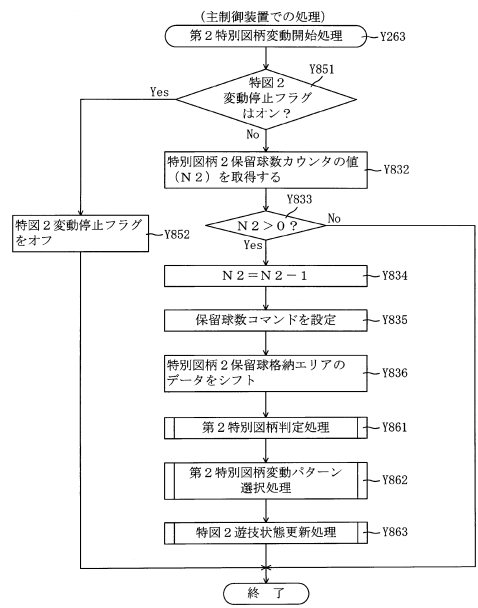 (主制御装置での処理)
第2特別図柄変動開始処理
Y263
Y851
特図2
変動停止フラグ
はオン?
Yes
No
特別図柄2保留球数カウンタの値
(N2)を取得する
Y832
Y833
N2>0?
No
Yes
特図2変動停止フラグ
をオフ
Y852
N2=N2-1
Y834
保留球数コマンドを設定
Y835
特別図柄2保留球格納エリアの
データをシフト
Y836
第2特別図柄判定処理
Y861
第2特別図柄変動パターン
選択処理
Y862
特図2遊技状態更新処理
Y863
終 了